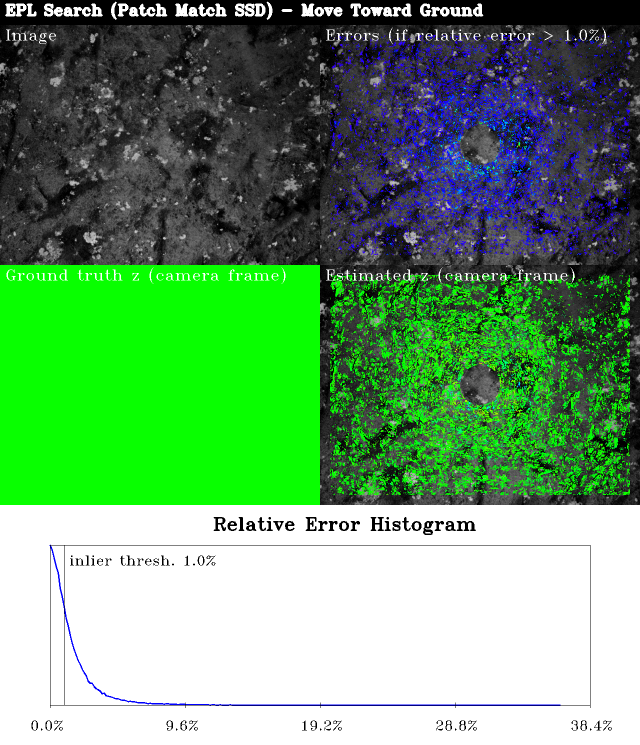 EPL Search (Patch Match SSD) - Move Toward Ground
Image
Errors (if relative error > 1.0%)
Ground truth z (camera frame)
Estimated z (camera frame)
Relative Error Histogram
inlier thresh. 1.0%
0.0% 9.6% 19.2% 28.8% 38.4%